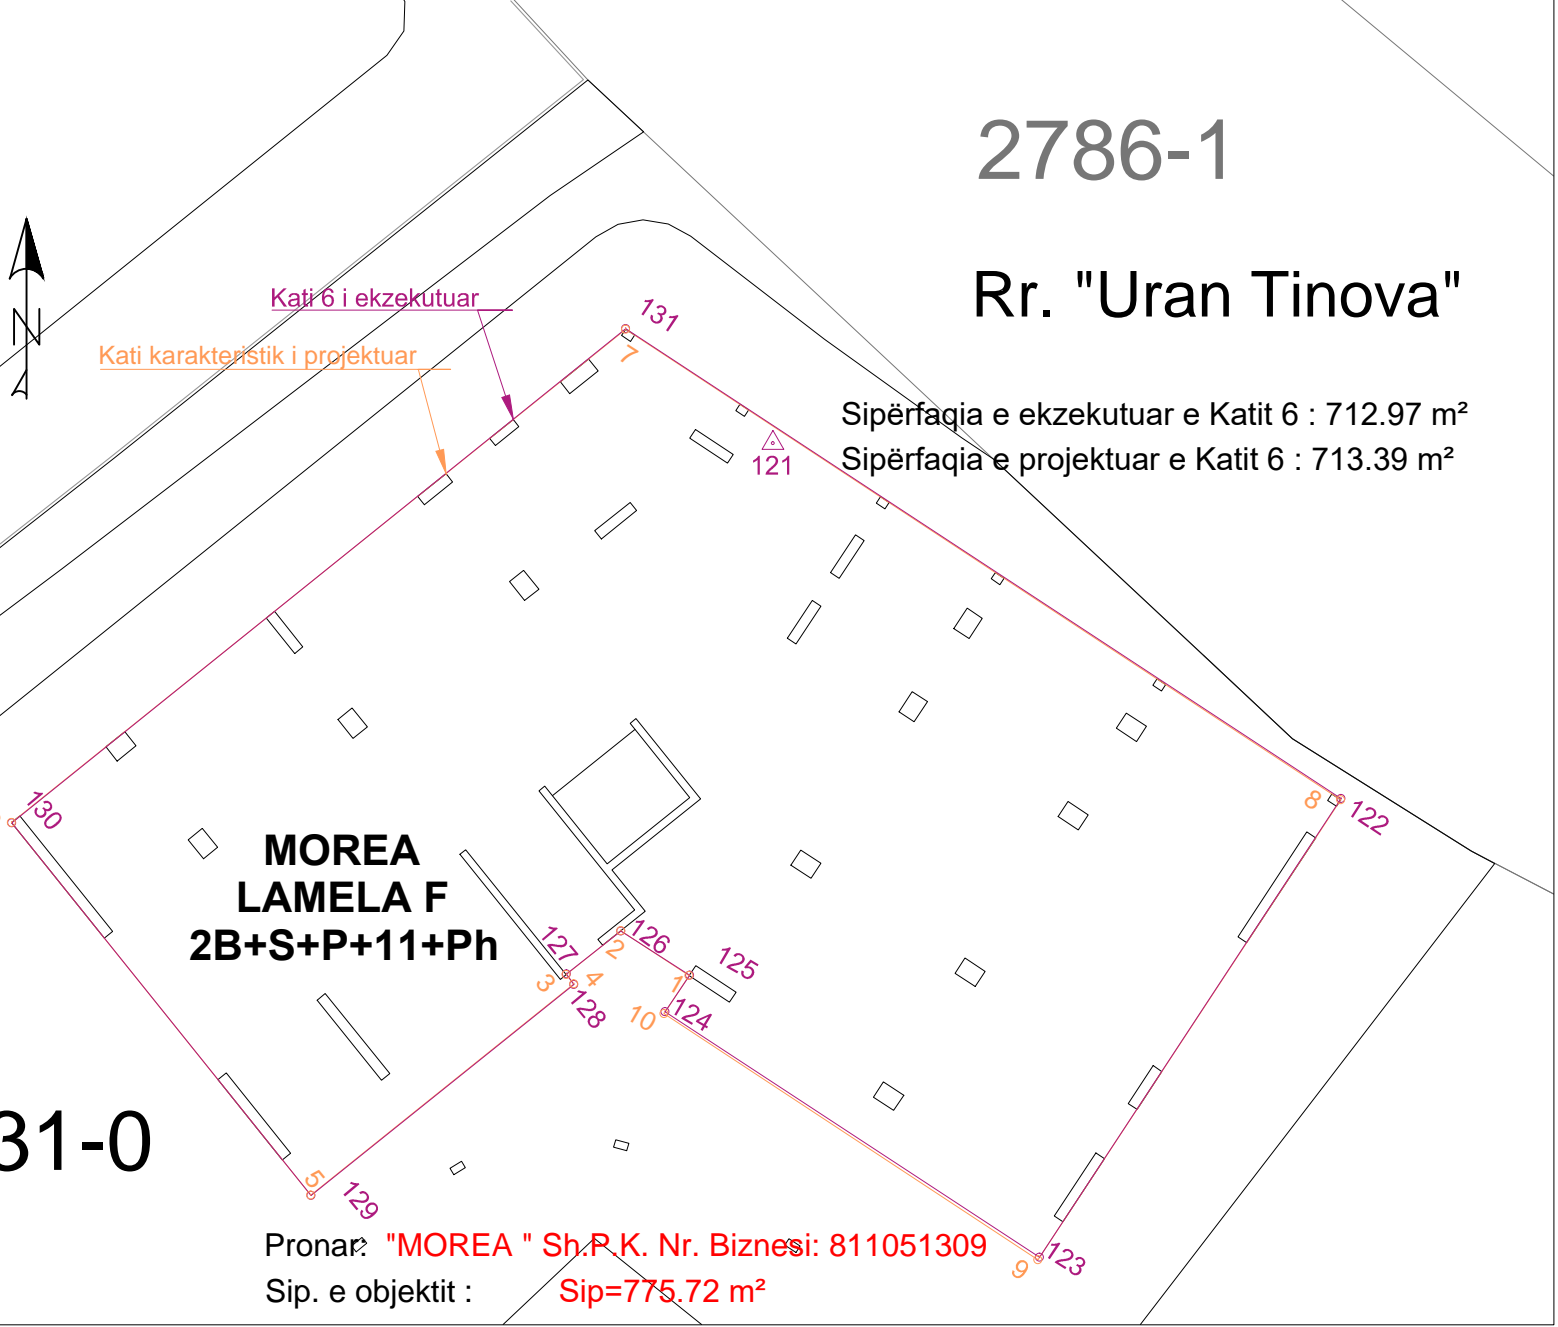 2786-1
Rr. "Uran Tinova"
N
Kati 6 i ekzekutuar
Kati karakteristik i projektuar
131
7
Sipërfaqia e ekzekutuar e Katit 6 : 712.97 m²
Sipërfaqia e projektuar e Katit 6 : 713.39 m²
121
130
8
122
MOREA
LAMELA F
2B+S+P+11+Ph
127
2
126
125
3
4
1
128
10
124
31-0
5
129
9
123
Pronar: "MOREA " Sh.P.K. Nr. Biznesi: 811051309
Sip. e objektit : Sip=775.72 m²